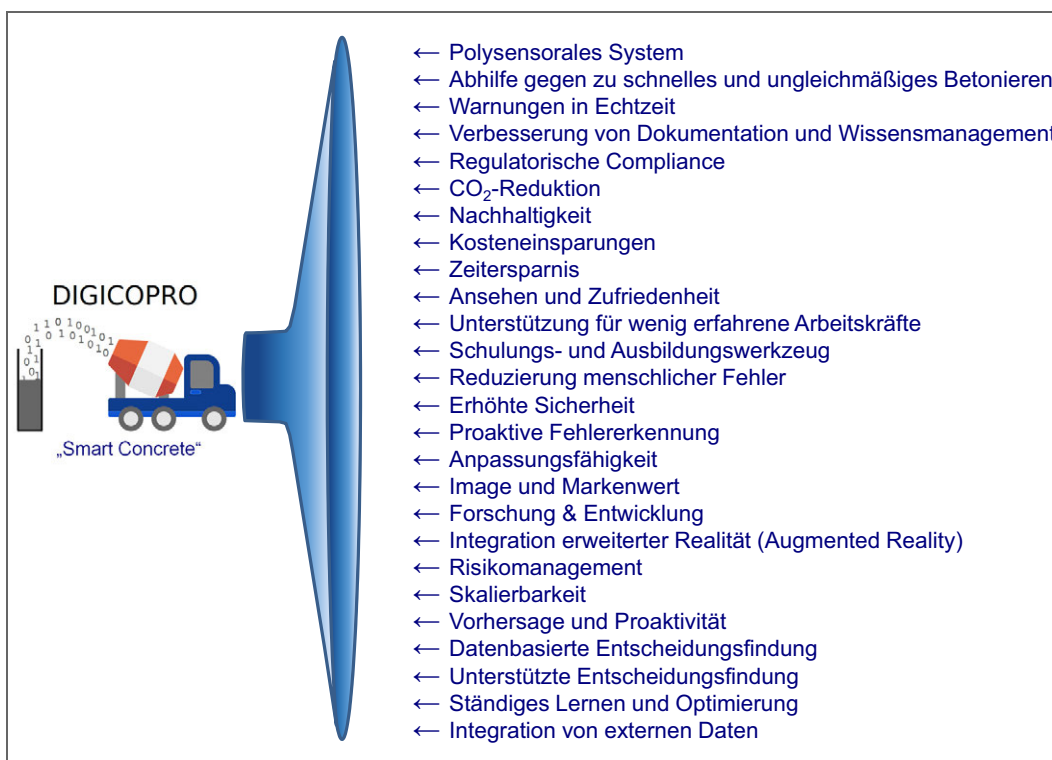 ← Polysensorales System
← Abhilfe gegen zu schnelles und ungleichmäßiges Betonieren
← Warnungen in Echtzeit
← Verbesserung von Dokumentation und Wissensmanagement
← Regulatorische Compliance
← CO₂-Reduktion
← Nachhaltigkeit
← Kosteneinsparungen
← Zeitersparnis
← Ansehen und Zufriedenheit
← Unterstützung für wenig erfahrene Arbeitskräfte
← Schulungs- und Ausbildungswerkzeug
← Reduzierung menschlicher Fehler
← Erhöhte Sicherheit
← Proaktive Fehlererkennung
← Anpassungsfähigkeit
← Image und Markenwert
← Forschung & Entwicklung
← Integration erweiterter Realität (Augmented Reality)
← Risikomanagement
← Skalierbarkeit
← Vorhersage und Proaktivität
← Datenbasierte Entscheidungsfindung
← Unterstützte Entscheidungsfindung
← Ständiges Lernen und Optimierung
← Integration von externen Daten
DIGICOPRO
„Smart Concrete“